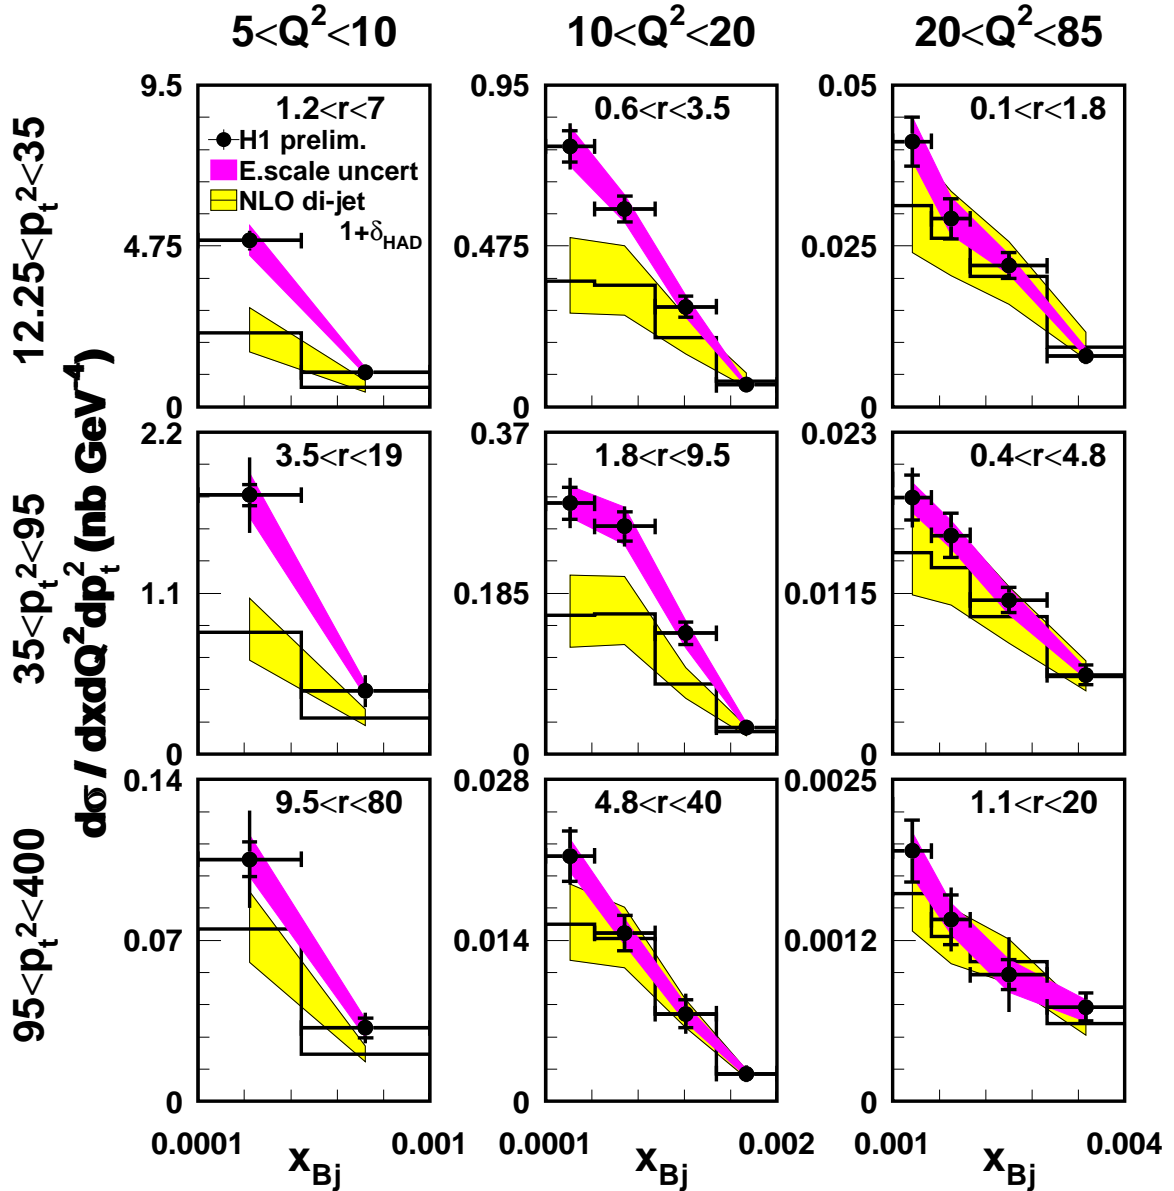 5<Q²<10 10<Q²<20 20<Q²<85
12.25<pₜ²<35
35<pₜ²<95
95<pₜ²<400
dσ / dxdQ²dpₜ² (nb GeV⁻⁴)
9.5 1.2<r<7 0.95 0.6<r<3.5 0.05 0.1<r<1.8
H1 prelim.
E.scale uncert
NLO di-jet
1+δ_HAD
4.75 0.475 0.025
0 0 0
2.2 3.5<r<19 0.37 1.8<r<9.5 0.023 0.4<r<4.8
1.1 0.185 0.0115
0 0 0
0.14 9.5<r<80 0.028 4.8<r<40 0.0025 1.1<r<20
0.07 0.014 0.0012
0 0 0
0.0001 0.001 0.0001 0.002 0.001 0.004
x_Bj x_Bj x_Bj